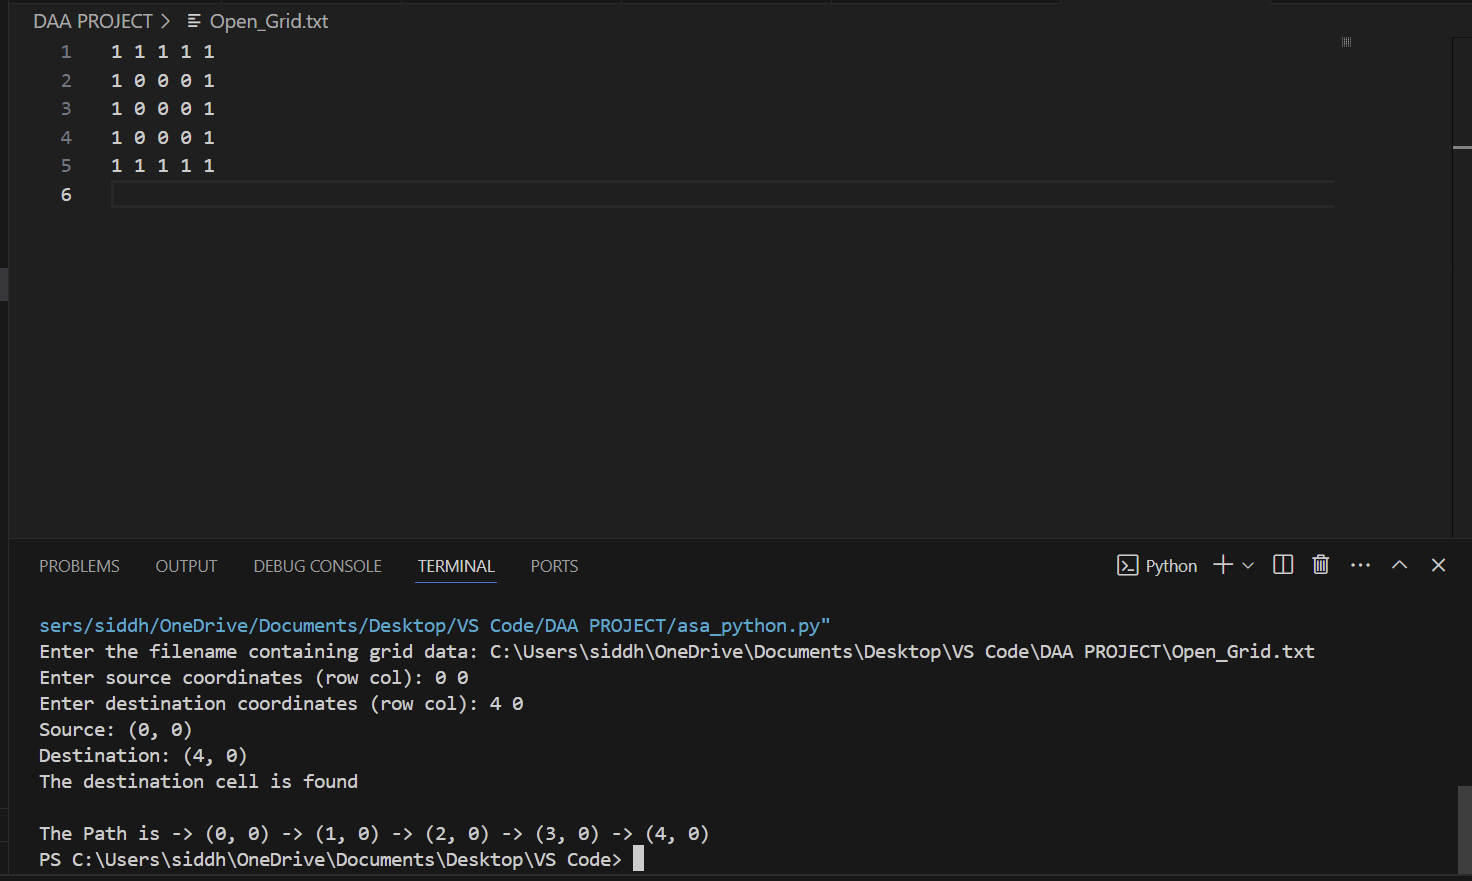 DAA PROJECT > Open_Grid.txt
1 1 1 1 1 1
2 1 0 0 0 1
3 1 0 0 0 1
4 1 0 0 0 1
5 1 1 1 1 1
6
PROBLEMS OUTPUT DEBUG CONSOLE TERMINAL PORTS Python
sers/siddh/OneDrive/Documents/Desktop/VS Code/DAA PROJECT/asa_python.py"
Enter the filename containing grid data: C:\Users\siddh\OneDrive\Documents\Desktop\VS Code\DAA PROJECT\Open_Grid.txt
Enter source coordinates (row col): 0 0
Enter destination coordinates (row col): 4 0
Source: (0, 0)
Destination: (4, 0)
The destination cell is found
The Path is -> (0, 0) -> (1, 0) -> (2, 0) -> (3, 0) -> (4, 0)
PS C:\Users\siddh\OneDrive\Documents\Desktop\VS Code>